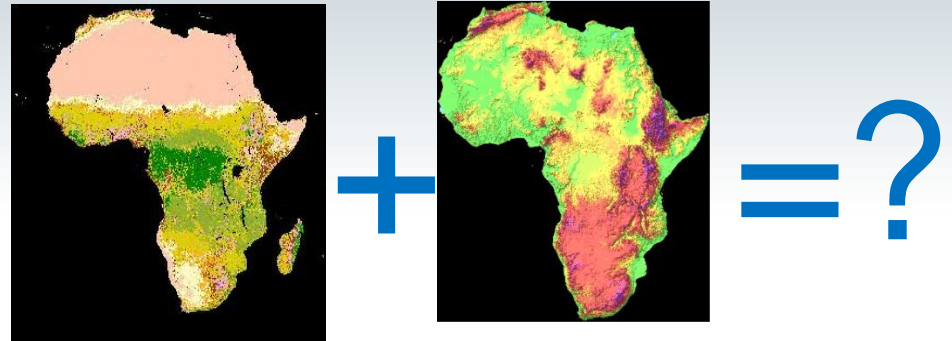 + =?